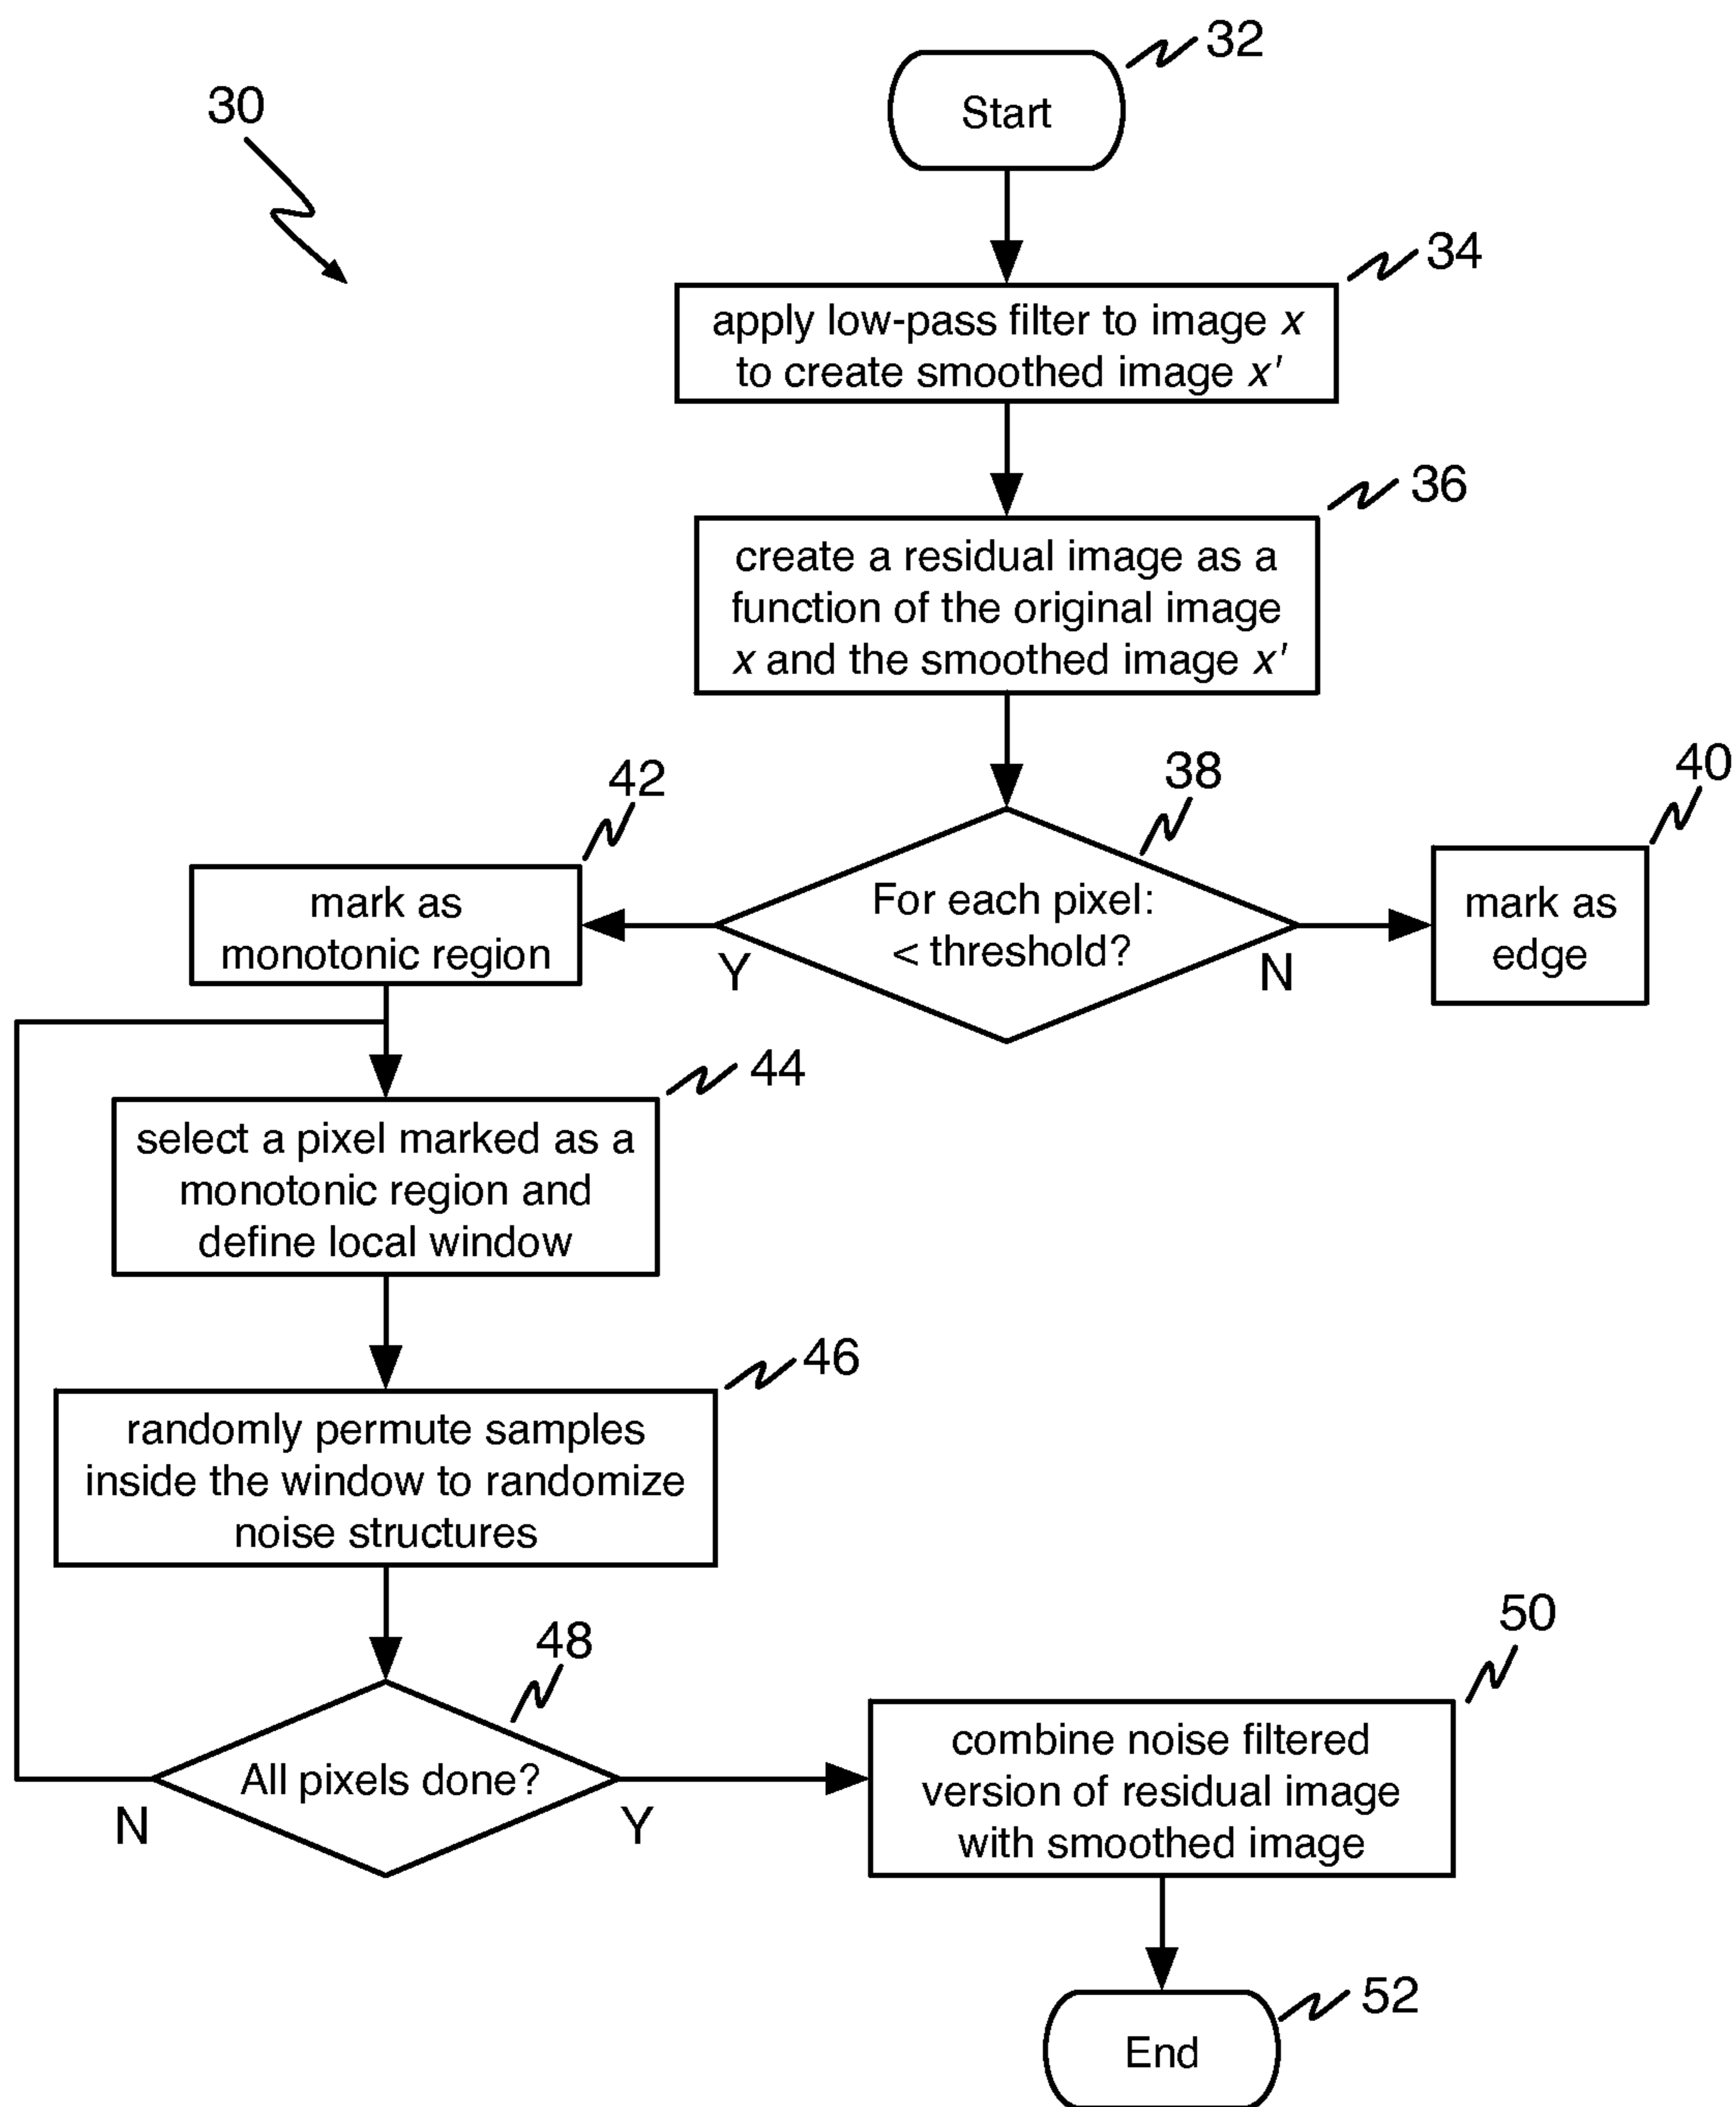 32
30
Start
34
apply low-pass filter to image x
to create smoothed image x'
36
create a residual image as a
function of the original image
x and the smoothed image x'
38
40
42
For each pixel:
< threshold?
mark as
monotonic region
mark as
edge
Y
N
44
select a pixel marked as a
monotonic region and
define local window
46
randomly permute samples
inside the window to randomize
noise structures
48
All pixels done?
N
Y
50
combine noise filtered
version of residual image
with smoothed image
52
End